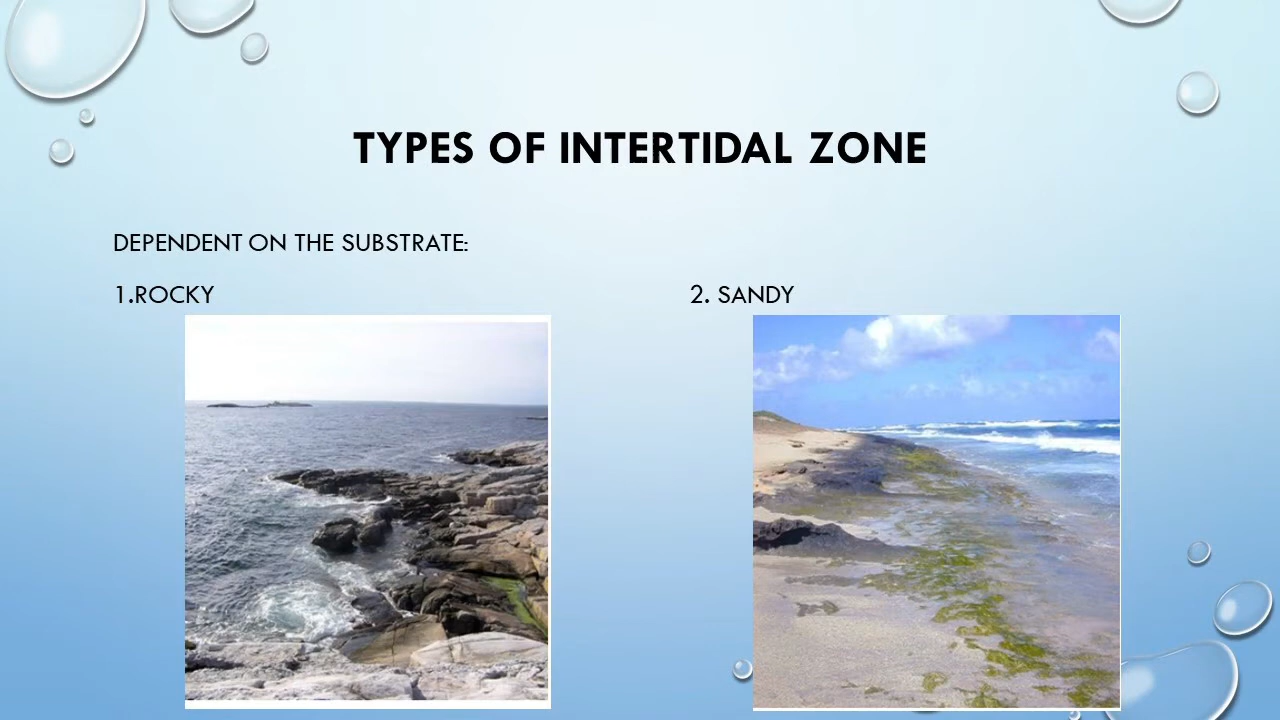 TYPES OF INTERTIDAL ZONE
DEPENDENT ON THE SUBSTRATE:
1.ROCKY
2. SANDY